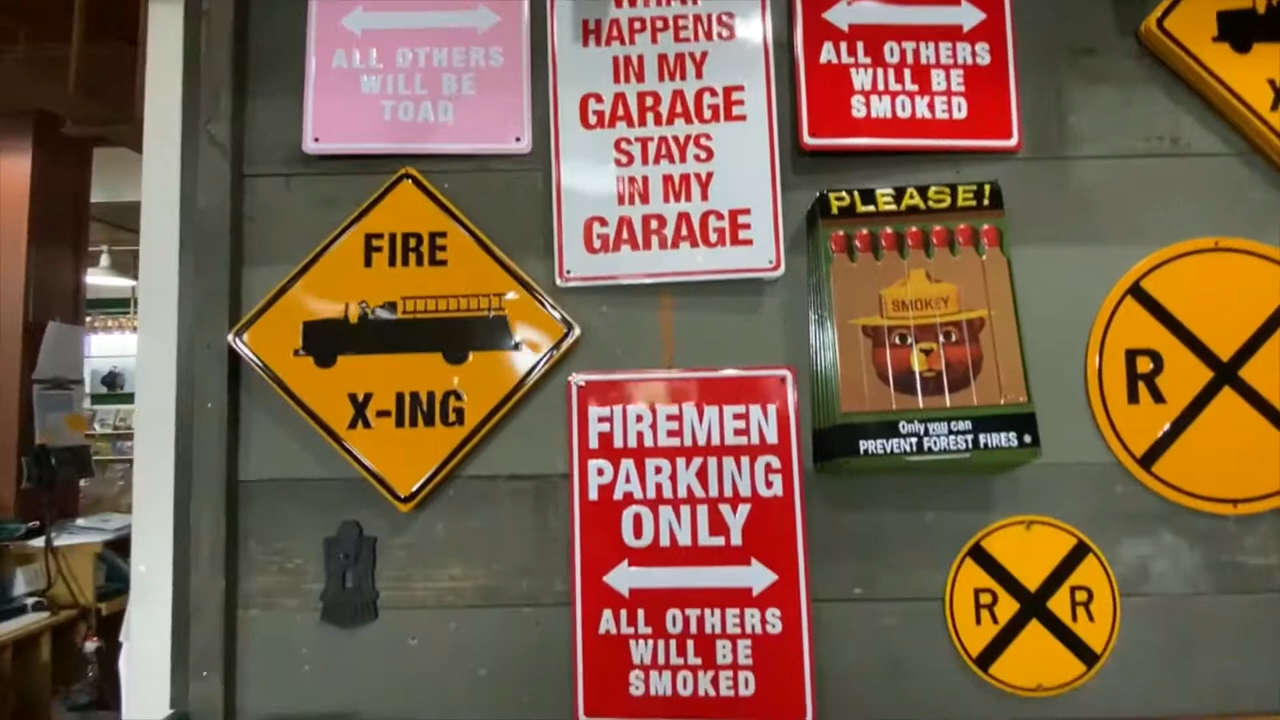 ALL OTHERS
WILL BE
TOAD
WHAT
HAPPENS
IN MY
GARAGE
STAYS
IN MY
GARAGE
ALL OTHERS
WILL BE
SMOKED
X
FIRE
X-ING
PLEASE!
SMOKEY
Only you can
PREVENT FOREST FIRES
R
FIREMEN
PARKING
ONLY
ALL OTHERS
WILL BE
SMOKED
R R